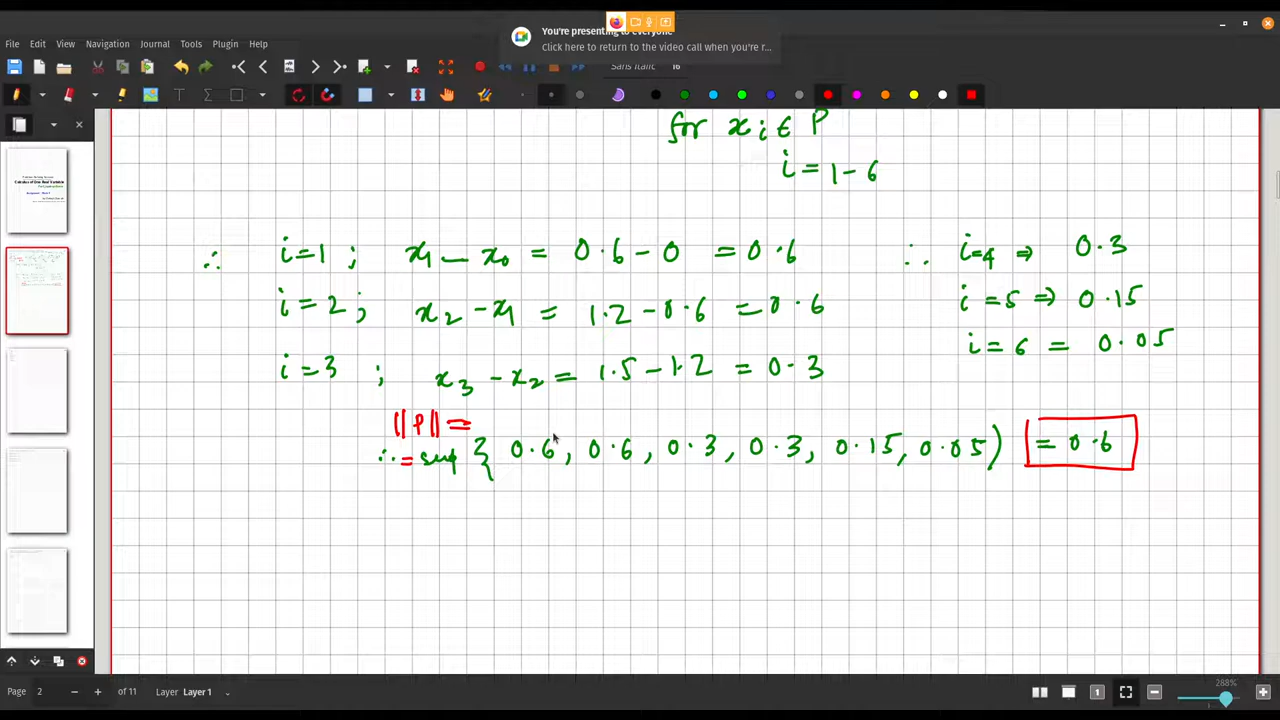 You're presenting to everyone
Click here to return to the video call when you're r...
File Edit View Navigation Journal Tools Plugin Help
Sans Italic 16
for xᵢ ∈ P
i = 1 – 6
∴ i=1 ; x₁ — x₀ = 0.6 – 0 = 0.6 ∴ i=4 ⇒ 0.3
i = 2 ; x₂ – x₁ = 1.2 – 0.6 = 0.6 i = 5 ⇒ 0.15
i = 3 ; x₃ – x₂ = 1.5 – 1.2 = 0.3 i = 6 = 0.05
||P|| =
∴ = sup { 0.6, 0.6, 0.3, 0.3, 0.15, 0.05) = 0.6
Page 2 of 11 Layer Layer 1 288%